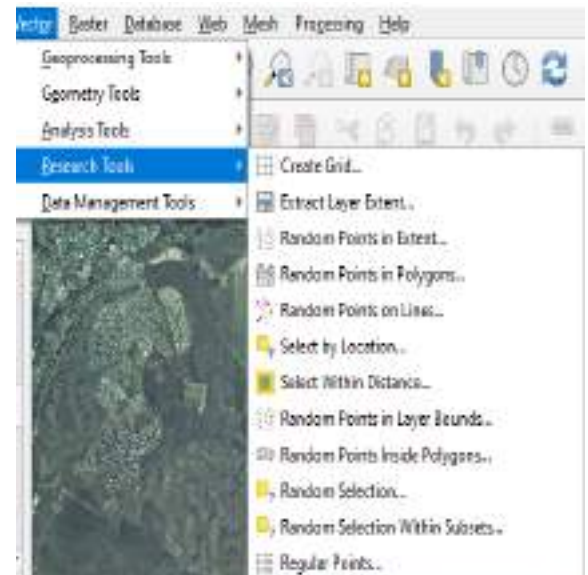 Vector Raster Database Web Mesh Processing Help
Geoprocessing Tools
Geometry Tools
Analysis Tools
Research Tools
Data Management Tools
Create Grid...
Extract Layer Extent...
Random Points in Extent...
Random Points in Polygons...
Random Points on Lines...
Select by Location...
Select Within Distance...
Random Points in Layer Bounds...
Random Points Inside Polygons...
Random Selection...
Random Selection Within Subsets...
Regular Points...